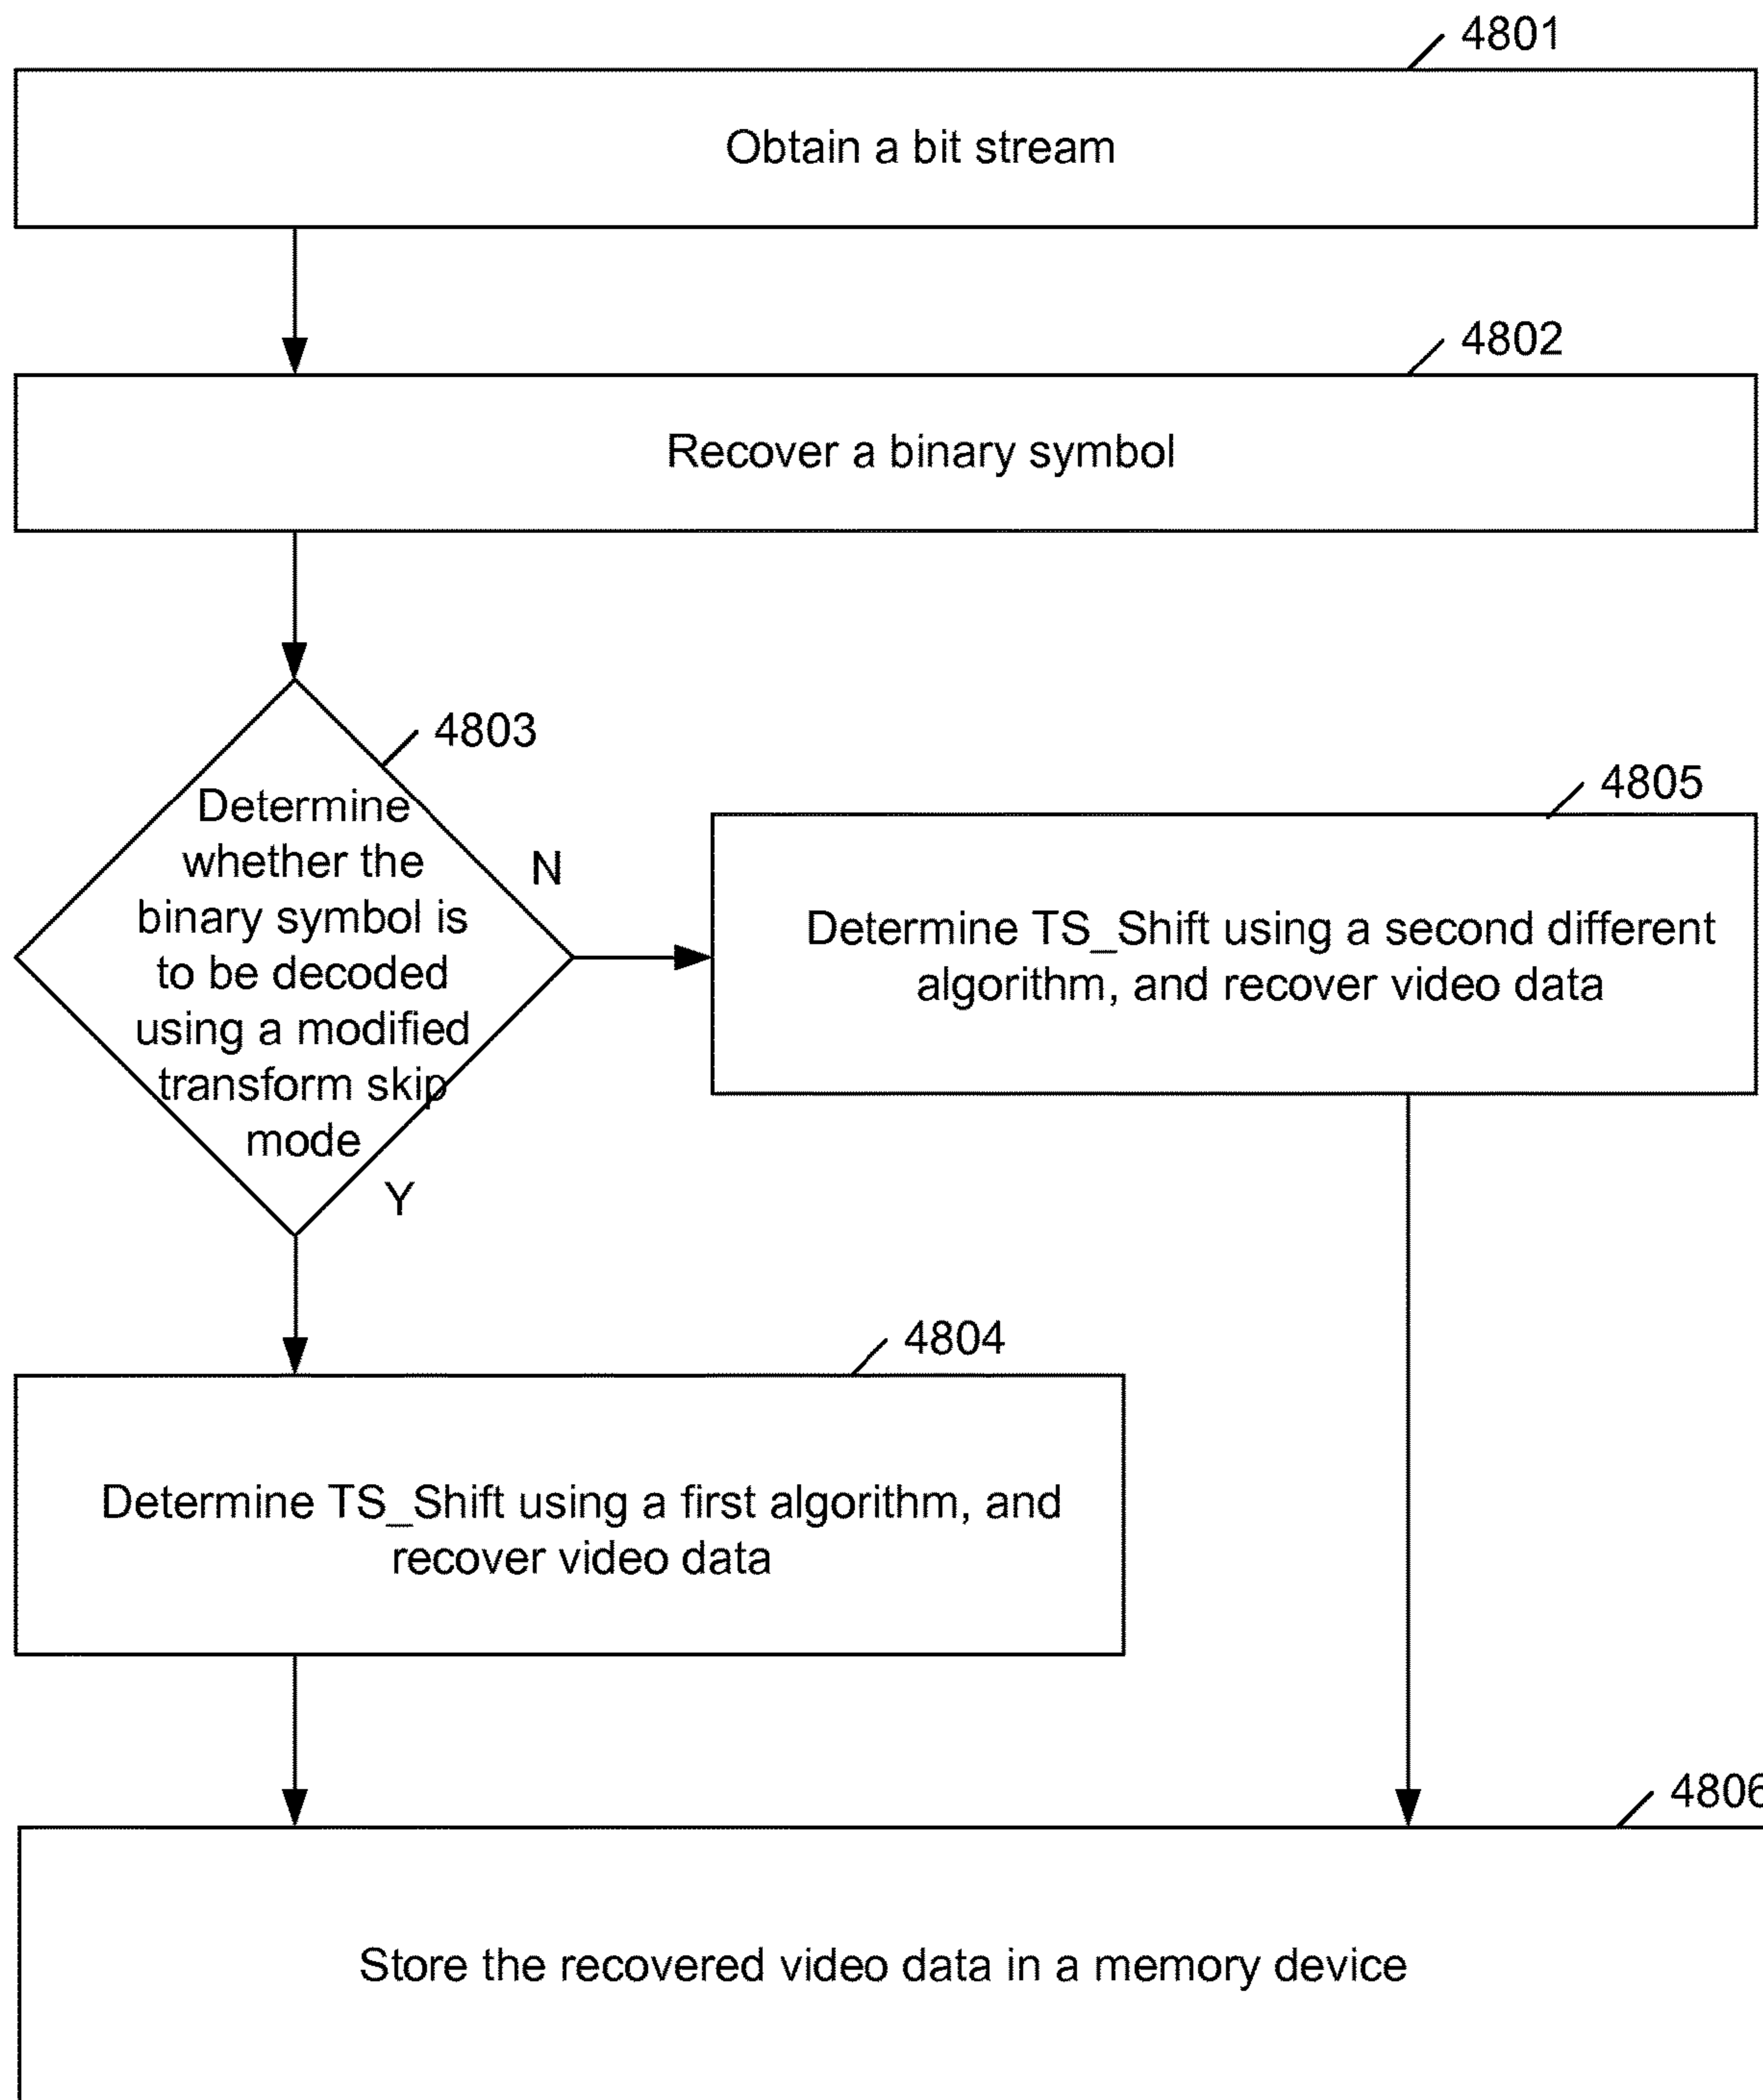 4801
Obtain a bit stream
4802
Recover a binary symbol
4803
Determine
whether the
binary symbol is
to be decoded
using a modified
transform skip
mode
N
Y
4805
Determine TS_Shift using a second different
algorithm, and recover video data
4804
Determine TS_Shift using a first algorithm, and
recover video data
4806
Store the recovered video data in a memory device